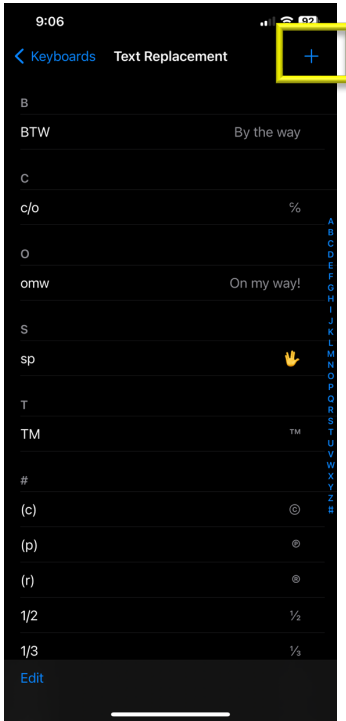 9:06 92
Keyboards Text Replacement +
B
BTW By the way
C
c/o ℅
O
omw On my way!
S
sp 🖖
T
TM ™
#
(c) ©
(p) ℗
(r) ®
1/2 ½
1/3 ⅓
Edit
A
B
C
D
E
F
G
H
I
J
K
L
M
N
O
P
Q
R
S
T
U
V
W
X
Y
Z
#